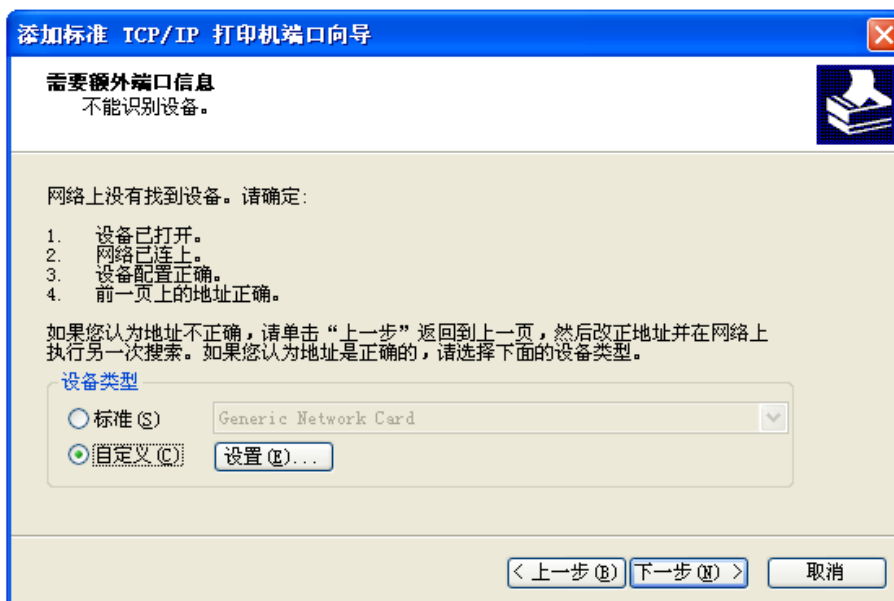 添加标准 TCP/IP 打印机端口向导
需要额外端口信息
不能识别设备。
网络上没有找到设备。请确定:
1. 设备已打开。
2. 网络已连上。
3. 设备配置正确。
4. 前一页上的地址正确。
如果您认为地址不正确，请单击“上一步”返回到上一页，然后改正地址并在网络上
执行另一次搜索。如果您认为地址是正确的，请选择下面的设备类型。
设备类型
标准(S) Generic Network Card
自定义(C) 设置(E)...
< 上一步(B) 下一步(N) > 取消